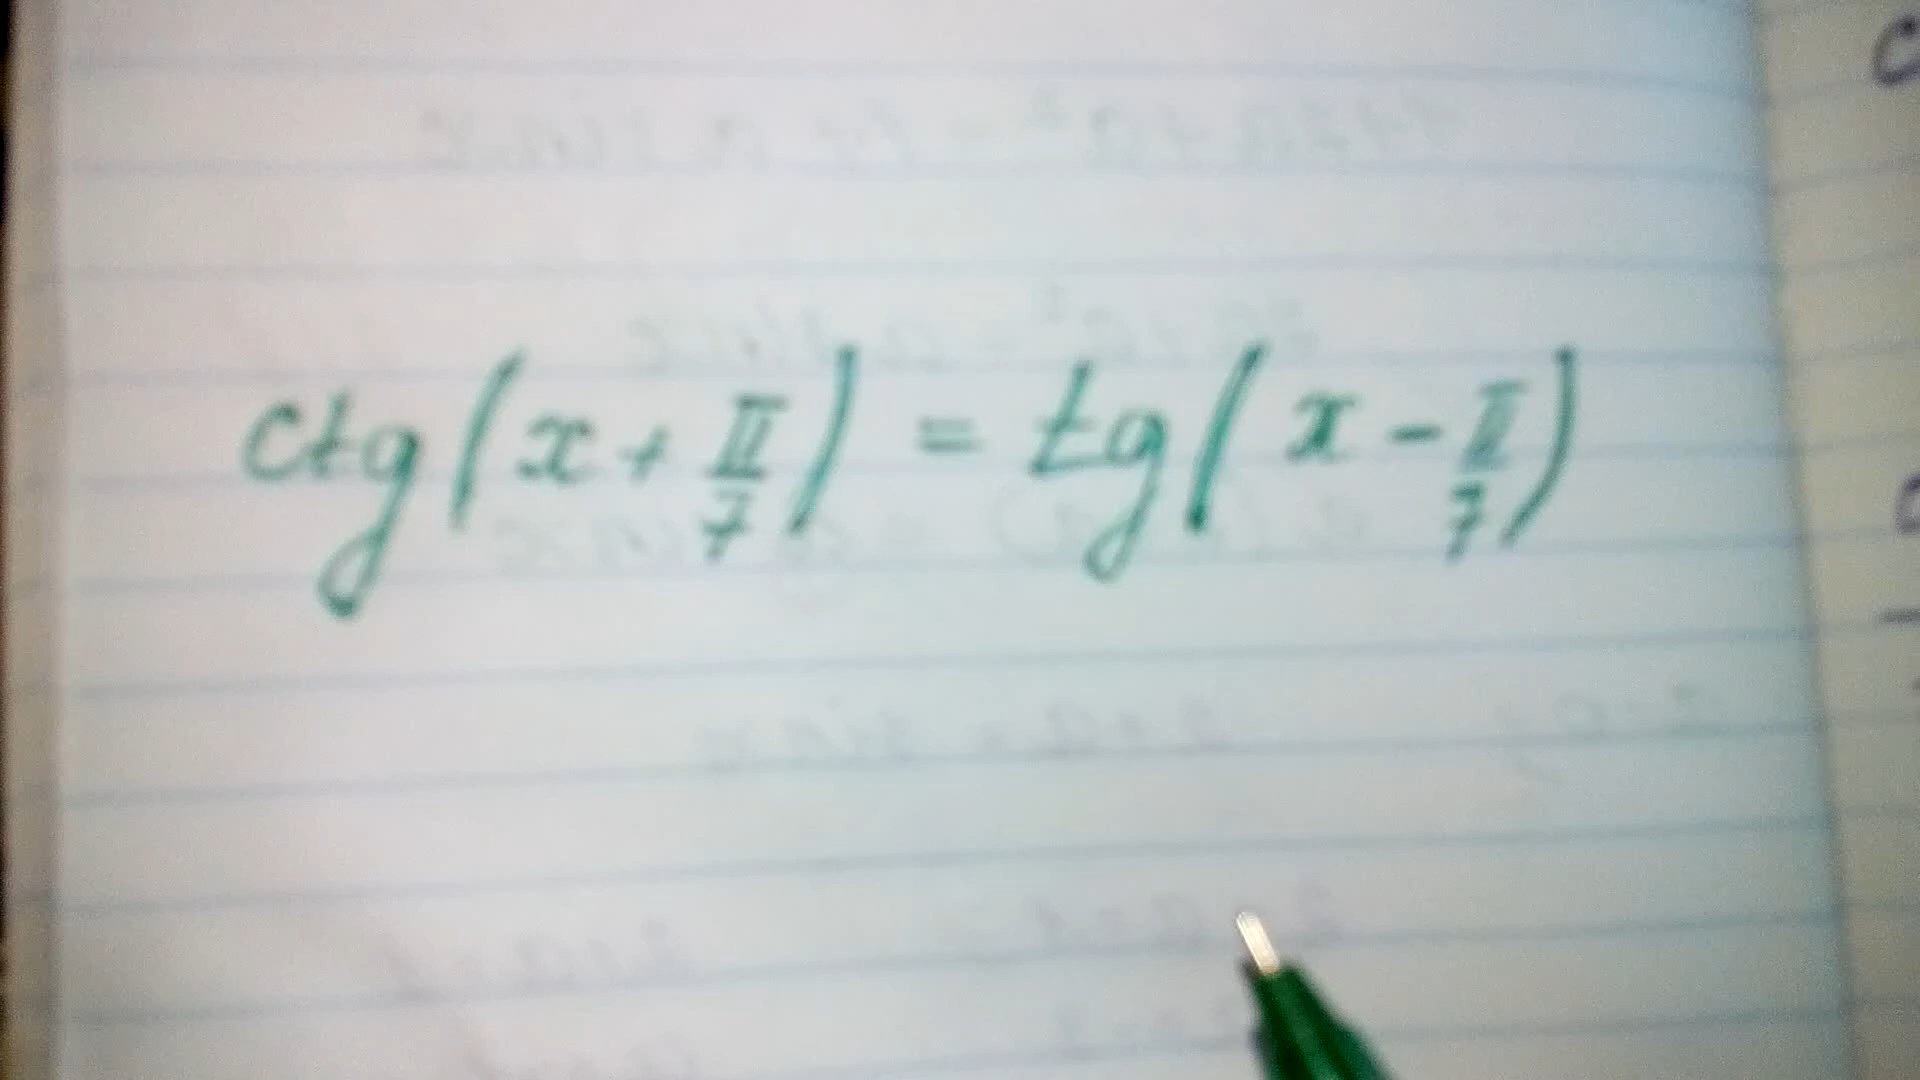 ctg(x + π/7) = tg(x - π/7)